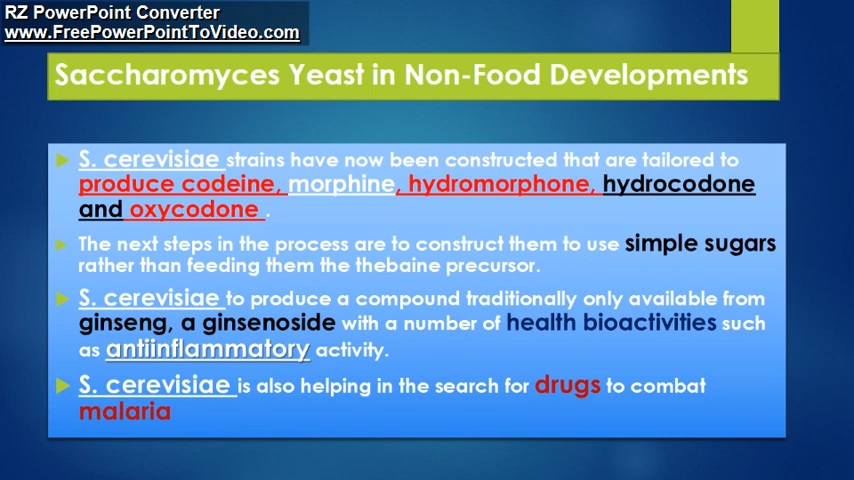 RZ PowerPoint Converter
www.FreePowerPointToVideo.com
Saccharomyces Yeast in Non-Food Developments
S. cerevisiae strains have now been constructed that are tailored to
produce codeine, morphine, hydromorphone, hydrocodone
and oxycodone .
The next steps in the process are to construct them to use simple sugars
rather than feeding them the thebaine precursor.
S. cerevisiae to produce a compound traditionally only available from
ginseng, a ginsenoside with a number of health bioactivities such
as antiinflammatory activity.
S. cerevisiae is also helping in the search for drugs to combat
malaria